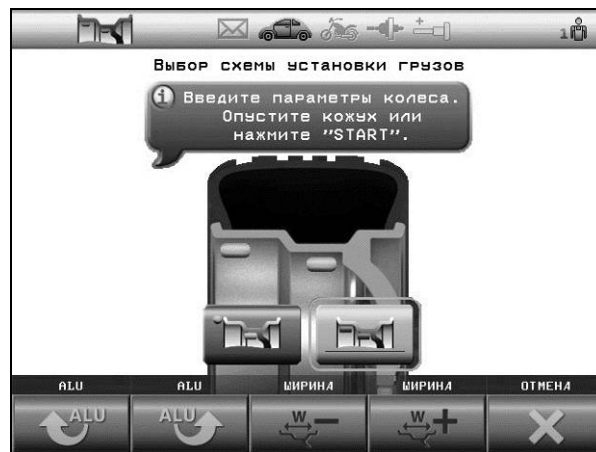 1
Выбор схемы установки грузов
i Введите параметры колеса.
Опустите кожух или
нажмите "START".
ALU ALU ШИРИНА ШИРИНА ОТМЕНА
ALU ALU W W